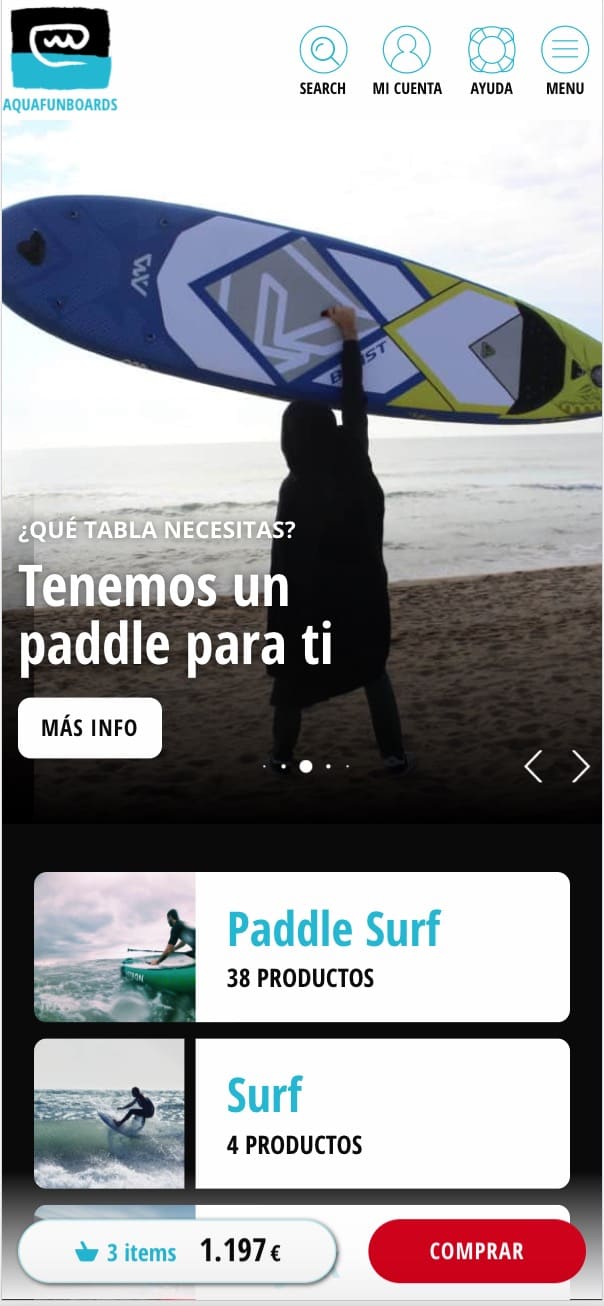 AQUAFUNBOARDS
SEARCH
MI CUENTA
AYUDA
MENU
¿QUÉ TABLA NECESITAS?
Tenemos un
paddle para ti
MÁS INFO
Paddle Surf
38 PRODUCTOS
Surf
4 PRODUCTOS
3 items 1.197 €
COMPRAR